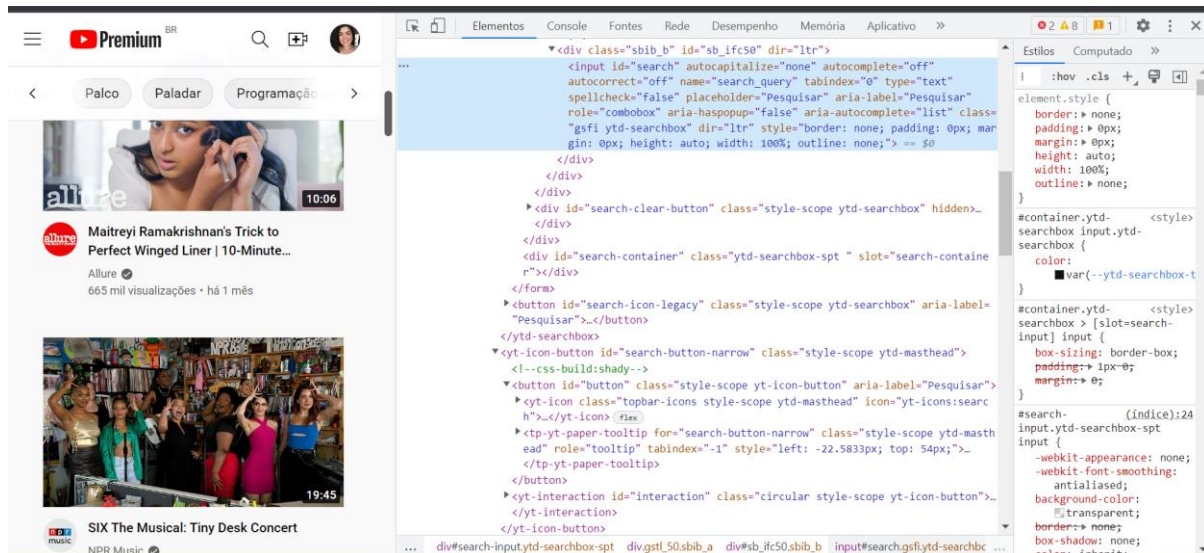 Premium BR
Palco
Paladar
Programação
allure
10:06
allure
Maitreyi Ramakrishnan's Trick to
Perfect Winged Liner | 10-Minute...
Allure
665 mil visualizações • há 1 mês
19:45
npr
music
SIX The Musical: Tiny Desk Concert
NPR Music
Elementos Console Fontes Rede Desempenho Memória Aplicativo »
2 8 1
▼<div class="sbib_b" id="sb_ifc50" dir="ltr">
... <input id="search" autocapitalize="none" autocomplete="off"
autocorrect="off" name="search_query" tabindex="0" type="text"
spellcheck="false" placeholder="Pesquisar" aria-label="Pesquisar"
role="combobox" aria-haspopup="false" aria-autocomplete="list" class=
"gsfi ytd-searchbox" dir="ltr" style="border: none; padding: 0px; mar
gin: 0px; height: auto; width: 100%; outline: none;"> == $0
</div>
</div>
</div>
▶<div id="search-clear-button" class="style-scope ytd-searchbox" hidden>…
</div>
</div>
<div id="search-container" class="ytd-searchbox-spt " slot="search-containe
r"></div>
</form>
▶<button id="search-icon-legacy" class="style-scope ytd-searchbox" aria-label=
"Pesquisar">…</button>
</ytd-searchbox>
▼<yt-icon-button id="search-button-narrow" class="style-scope ytd-masthead">
<!--css-build:shady-->
▼<button id="button" class="style-scope yt-icon-button" aria-label="Pesquisar">
▶<yt-icon class="topbar-icons style-scope ytd-masthead" icon="yt-icons:searc
h">…</yt-icon> flex
▶<tp-yt-paper-tooltip for="search-button-narrow" class="style-scope ytd-masth
ead" role="tooltip" tabindex="-1" style="left: -22.5833px; top: 54px;">…
</tp-yt-paper-tooltip>
</button>
▶<yt-interaction id="interaction" class="circular style-scope yt-icon-button">…
</yt-interaction>
</yt-icon-button>
... div#search-input.ytd-searchbox-spt div.gstl_50.sbib_a div#sb_ifc50.sbib_b input#search.gsfi.ytd-searchbc ...
Estilos Computado »
:hov .cls +
element.style {
border:▶ none;
padding:▶ 0px;
margin:▶ 0px;
height: auto;
width: 100%;
outline:▶ none;
}
#container.ytd- <style>
searchbox input.ytd-
searchbox {
color:
var(--ytd-searchbox-t
}
#container.ytd- <style>
searchbox > [slot=search-
input] input {
box-sizing: border-box;
padding:▶ 1px 0;
margin:▶ 0;
}
#search- (índice):24
input.ytd-searchbox-spt
input {
-webkit-appearance: none;
-webkit-font-smoothing:
antialiased;
background-color:
transparent;
border:▶ none;
box-shadow: none;
color: inherit;